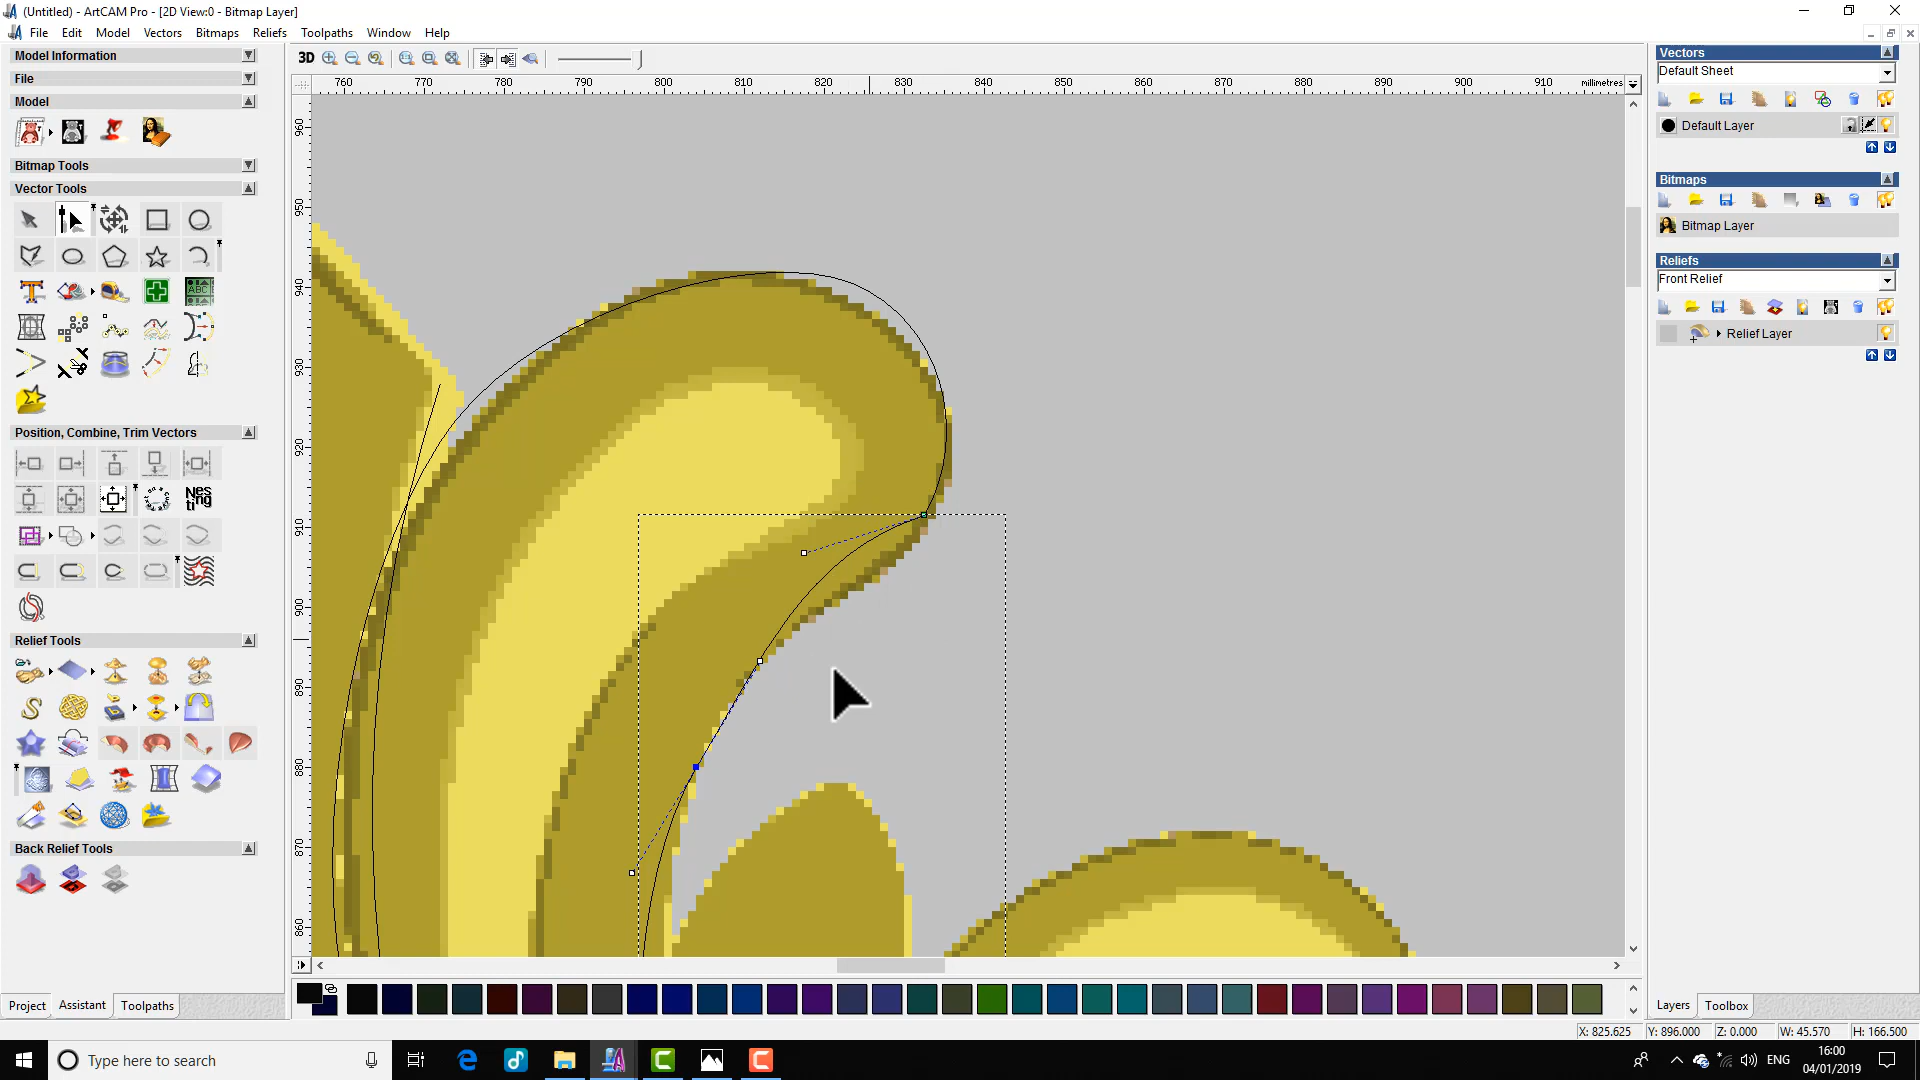 (Untitled) - ArtCAM Pro - [2D View:0 - Bitmap Layer]
File Edit Model Vectors Bitmaps Reliefs Toolpaths Window Help
Model Information
File
Model
Bitmap Tools
Vector Tools
ABC
Nes
ting
Position, Combine, Trim Vectors
Relief Tools
Back Relief Tools
Project Assistant Toolpaths
3D
760 770 780 790 800 810 820 830 840 850 860 870 880 890 900 910 millimetres
960
950
940
930
920
910
900
890
880
870
860
Vectors
Default Sheet
Default Layer
Bitmaps
Bitmap Layer
Reliefs
Front Relief
Relief Layer
Layers Toolbox
X: 825.625 Y: 896.000 Z: 0.000 W: 45.570 H: 166.500
Type here to search
ENG
16:00
04/01/2019